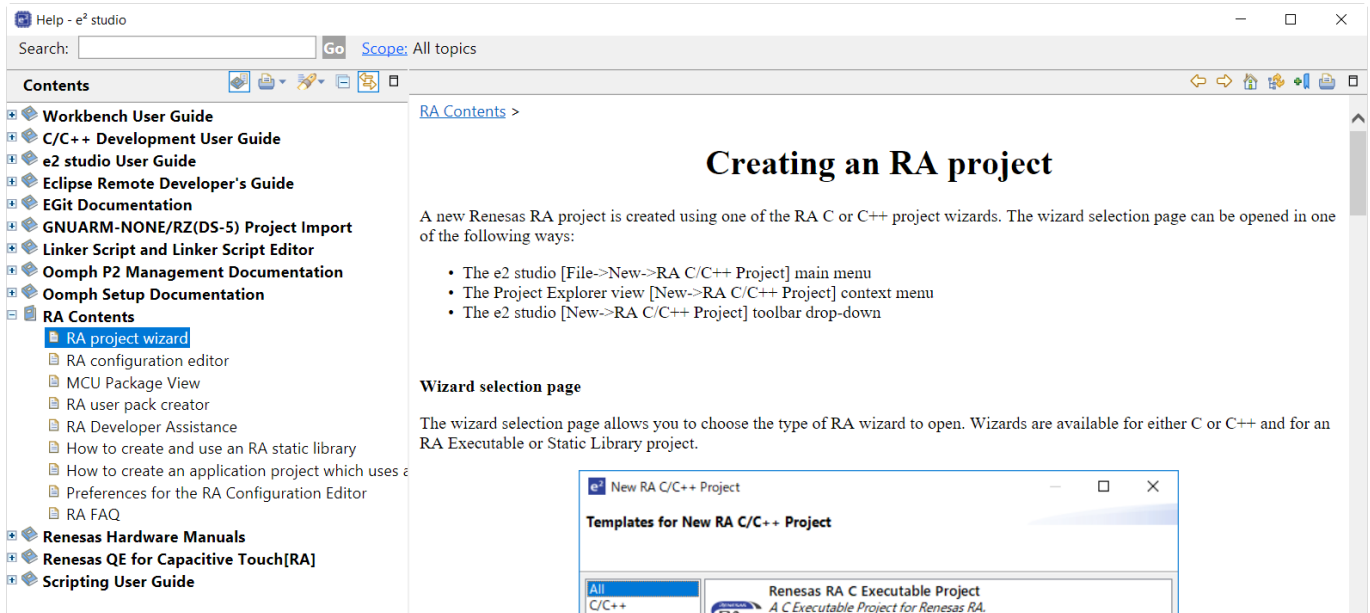 Help - e² studio
Search:
Go
Scope: All topics
Contents
Workbench User Guide
C/C++ Development User Guide
e2 studio User Guide
Eclipse Remote Developer's Guide
EGit Documentation
GNUARM-NONE/RZ(DS-5) Project Import
Linker Script and Linker Script Editor
Oomph P2 Management Documentation
Oomph Setup Documentation
RA Contents
RA project wizard
RA configuration editor
MCU Package View
RA user pack creator
RA Developer Assistance
How to create and use an RA static library
How to create an application project which uses a
Preferences for the RA Configuration Editor
RA FAQ
Renesas Hardware Manuals
Renesas QE for Capacitive Touch[RA]
Scripting User Guide
RA Contents >
Creating an RA project
A new Renesas RA project is created using one of the RA C or C++ project wizards. The wizard selection page can be opened in one
of the following ways:
• The e2 studio [File->New->RA C/C++ Project] main menu
• The Project Explorer view [New->RA C/C++ Project] context menu
• The e2 studio [New->RA C/C++ Project] toolbar drop-down
Wizard selection page
The wizard selection page allows you to choose the type of RA wizard to open. Wizards are available for either C or C++ and for an
RA Executable or Static Library project.
e² New RA C/C++ Project
Templates for New RA C/C++ Project
All
C/C++
RENESAS
Renesas RA C Executable Project
A C Executable Project for Renesas RA.